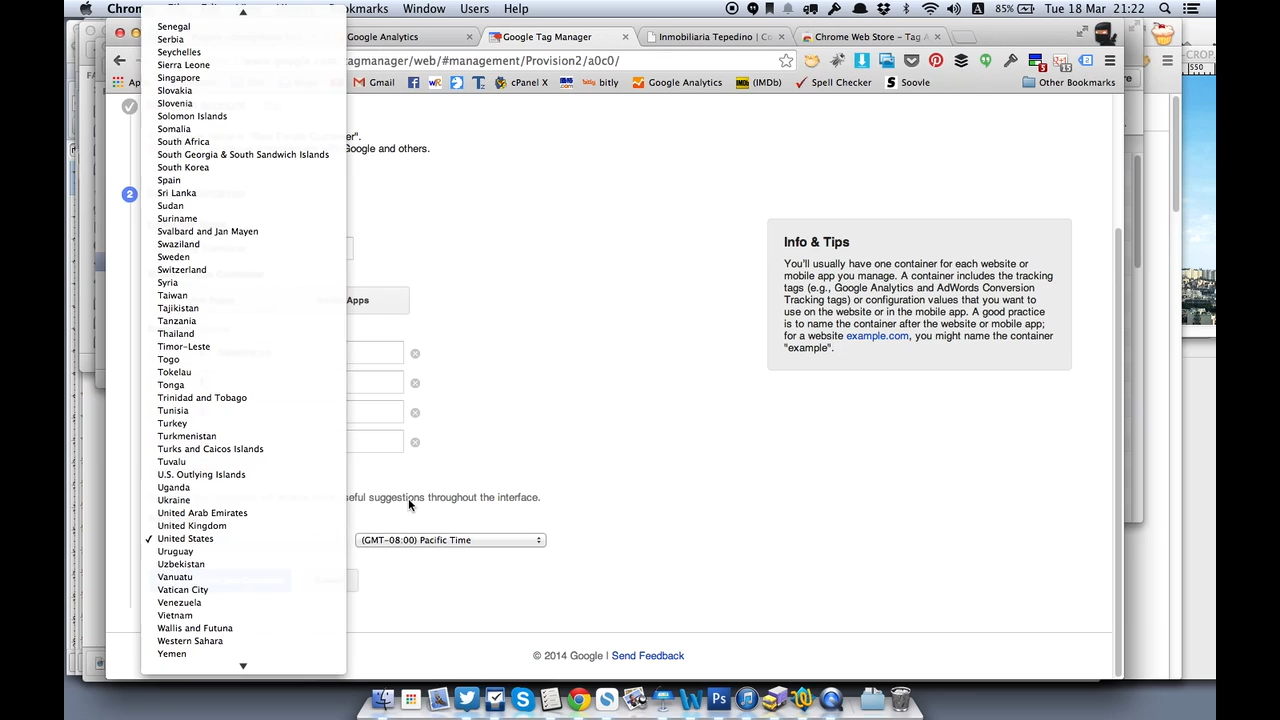 Chrom
Bookmarks Window Users Help
85%
Tue 18 Mar 21:22
Google Analytics
Google Tag Manager
Inmobiliaria Tepedino | Co
Chrome Web Store - Tag A
tagmanager/web/#management/Provision2/a0c0/
Gmail
cPanel X
bitly
Google Analytics
(IMDb)
Spell Checker
Soovle
Other Bookmarks
Senegal
Serbia
Seychelles
Sierra Leone
Singapore
Slovakia
Slovenia
Solomon Islands
Somalia
South Africa
South Georgia & South Sandwich Islands
South Korea
Spain
Sri Lanka
Sudan
Suriname
Svalbard and Jan Mayen
Swaziland
Sweden
Switzerland
Syria
Taiwan
Tajikistan
Tanzania
Thailand
Timor-Leste
Togo
Tokelau
Tonga
Trinidad and Tobago
Tunisia
Turkey
Turkmenistan
Turks and Caicos Islands
Tuvalu
U.S. Outlying Islands
Uganda
Ukraine
United Arab Emirates
United Kingdom
✓ United States
Uruguay
Uzbekistan
Vanuatu
Vatican City
Venezuela
Vietnam
Wallis and Futuna
Western Sahara
Yemen
er".
Google and others.
2
Apps
seful suggestions throughout the interface.
(GMT-08:00) Pacific Time
Info & Tips
You'll usually have one container for each website or
mobile app you manage. A container includes the tracking
tags (e.g., Google Analytics and AdWords Conversion
Tracking tags) or configuration values that you want to
use on the website or in the mobile app. A good practice
is to name the container after the website or mobile app;
for a website example.com, you might name the container
"example".
© 2014 Google | Send Feedback
550